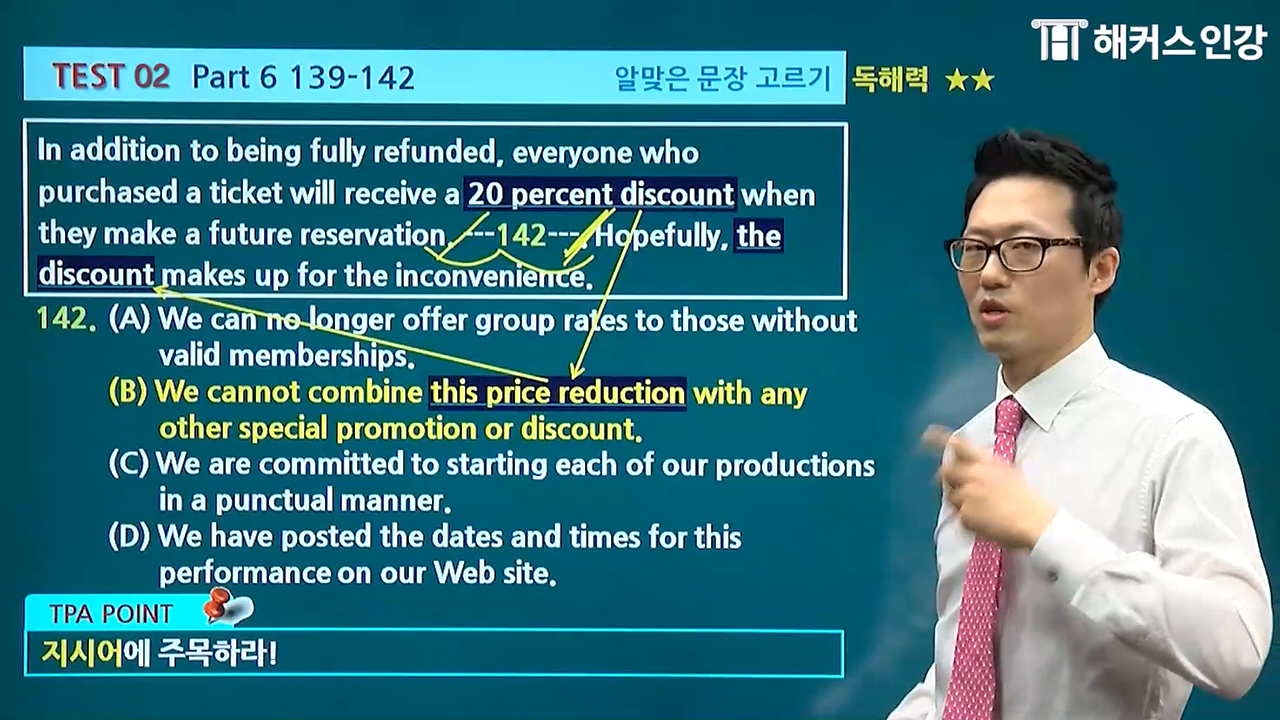 해커스인강
TEST 02 Part 6 139-142 알맞은 문장 고르기 독해력 ★★
In addition to being fully refunded, everyone who
purchased a ticket will receive a 20 percent discount when
they make a future reservation. ---142---. Hopefully, the
discount makes up for the inconvenience.
142. (A) We can no longer offer group rates to those without
valid memberships.
(B) We cannot combine this price reduction with any
other special promotion or discount.
(C) We are committed to starting each of our productions
in a punctual manner.
(D) We have posted the dates and times for this
performance on our Web site.
TPA POINT
지시어에 주목하라!